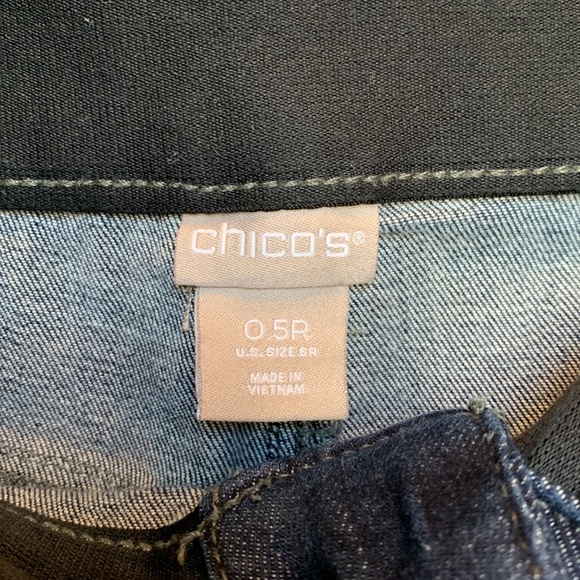 chico's®
0.5R
U.S. SIZE 6R
MADE IN
VIETNAM